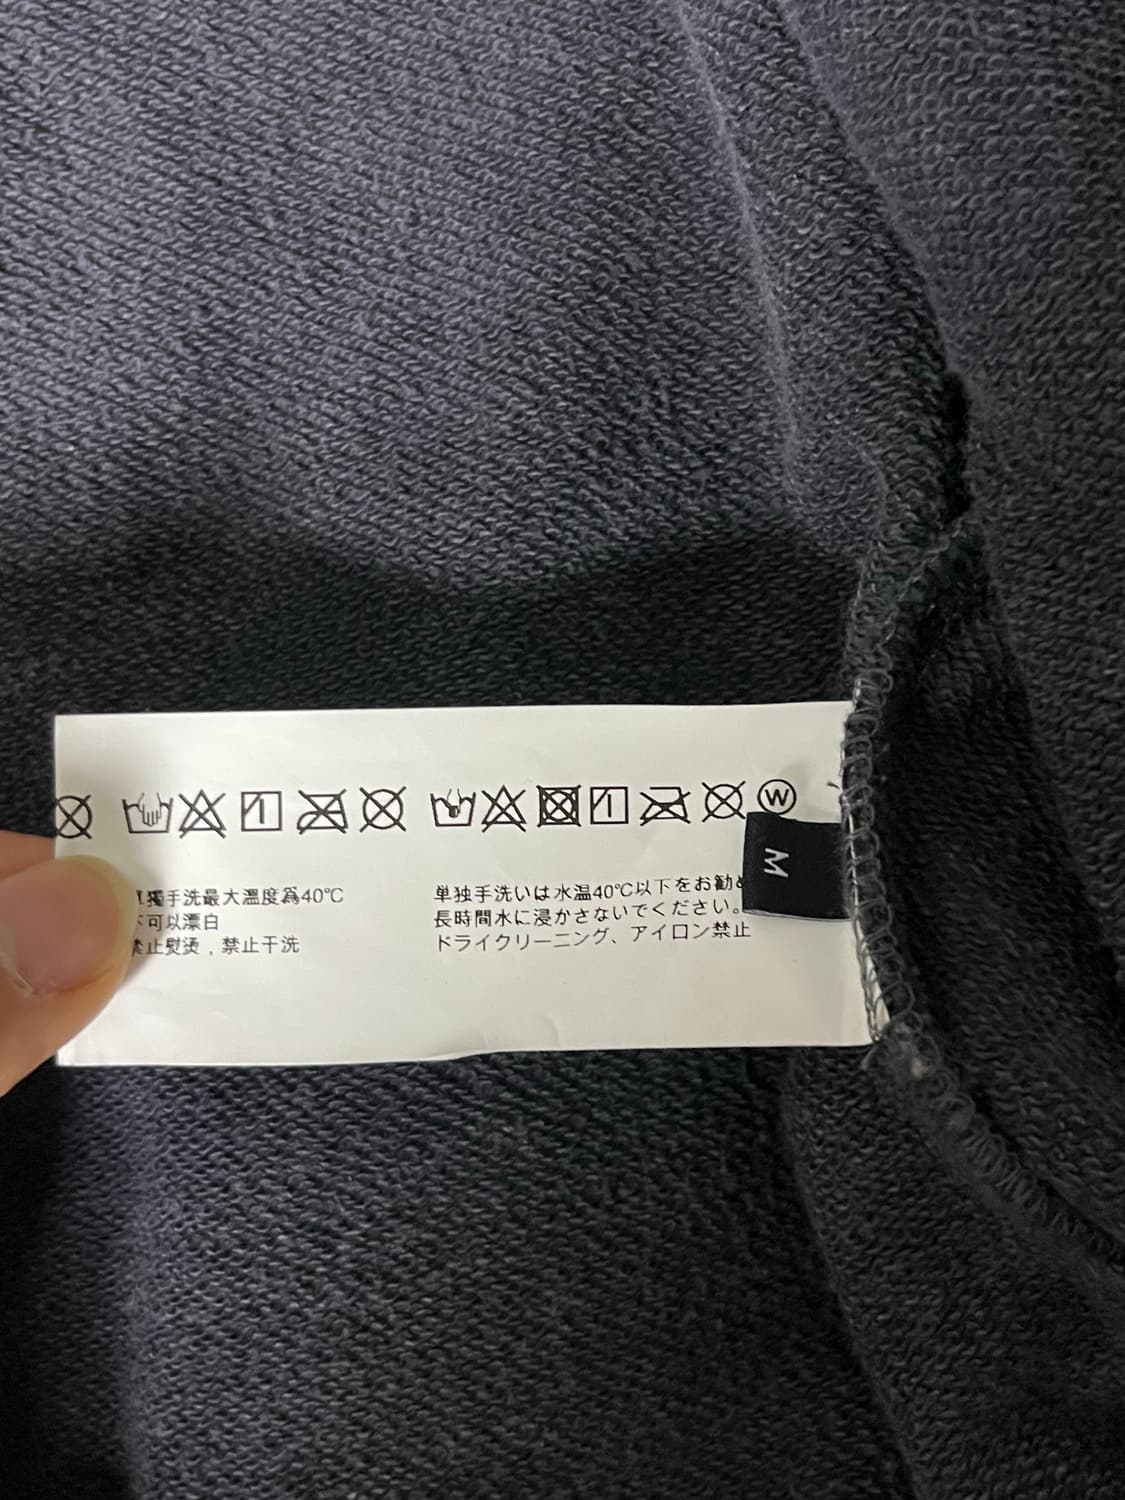 獨手洗最大溫度爲40℃
可以漂白
止熨烫，禁止干洗
単独手洗いは水温40℃以下をお勧
長時間水に浸かさないでください。
ドライクリーニング、アイロン禁止
W
M